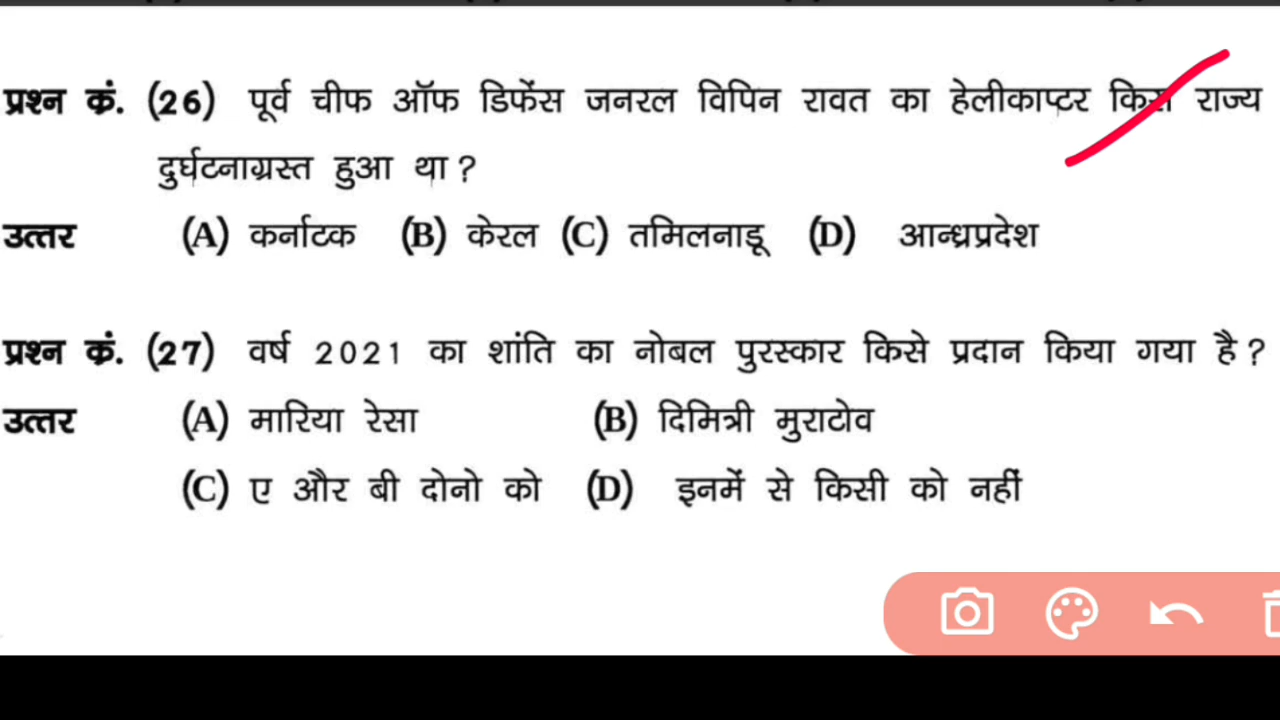 प्रश्न कं. (26) पूर्व चीफ ऑफ डिफेंस जनरल विपिन रावत का हेलीकाप्टर किस राज्य
दुर्घटनाग्रस्त हुआ था ?
उत्तर (A) कर्नाटक (B) केरल (C) तमिलनाडू (D) आन्ध्रप्रदेश
प्रश्न कं. (27) वर्ष 2021 का शांति का नोबल पुरस्कार किसे प्रदान किया गया है ?
उत्तर (A) मारिया रेसा (B) दिमित्री मुराटोव
(C) ए और बी दोनो को (D) इनमें से किसी को नहीं